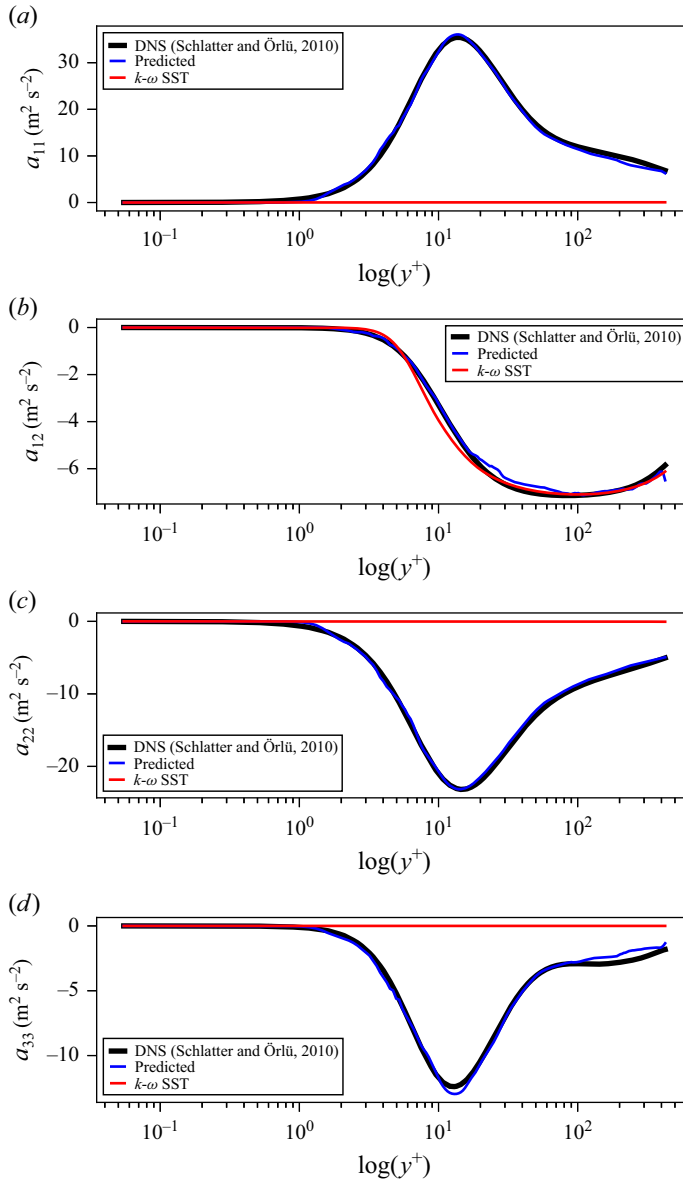 (a)
DNS (Schlatter and Örlü, 2010)
Predicted
k-ω SST
a₁₁ (m² s⁻²)
30
20
10
0
10⁻¹ 10⁰ 10¹ 10²
log(y⁺)
(b)
DNS (Schlatter and Örlü, 2010)
Predicted
k-ω SST
a₁₂ (m² s⁻²)
0
−2
−4
−6
10⁻¹ 10⁰ 10¹ 10²
log(y⁺)
(c)
a₂₂ (m² s⁻²)
0
−10
−20
DNS (Schlatter and Örlü, 2010)
Predicted
k-ω SST
10⁻¹ 10⁰ 10¹ 10²
log(y⁺)
(d)
a₃₃ (m² s⁻²)
0
−5
−10
DNS (Schlatter and Örlü, 2010)
Predicted
k-ω SST
10⁻¹ 10⁰ 10¹ 10²
log(y⁺)